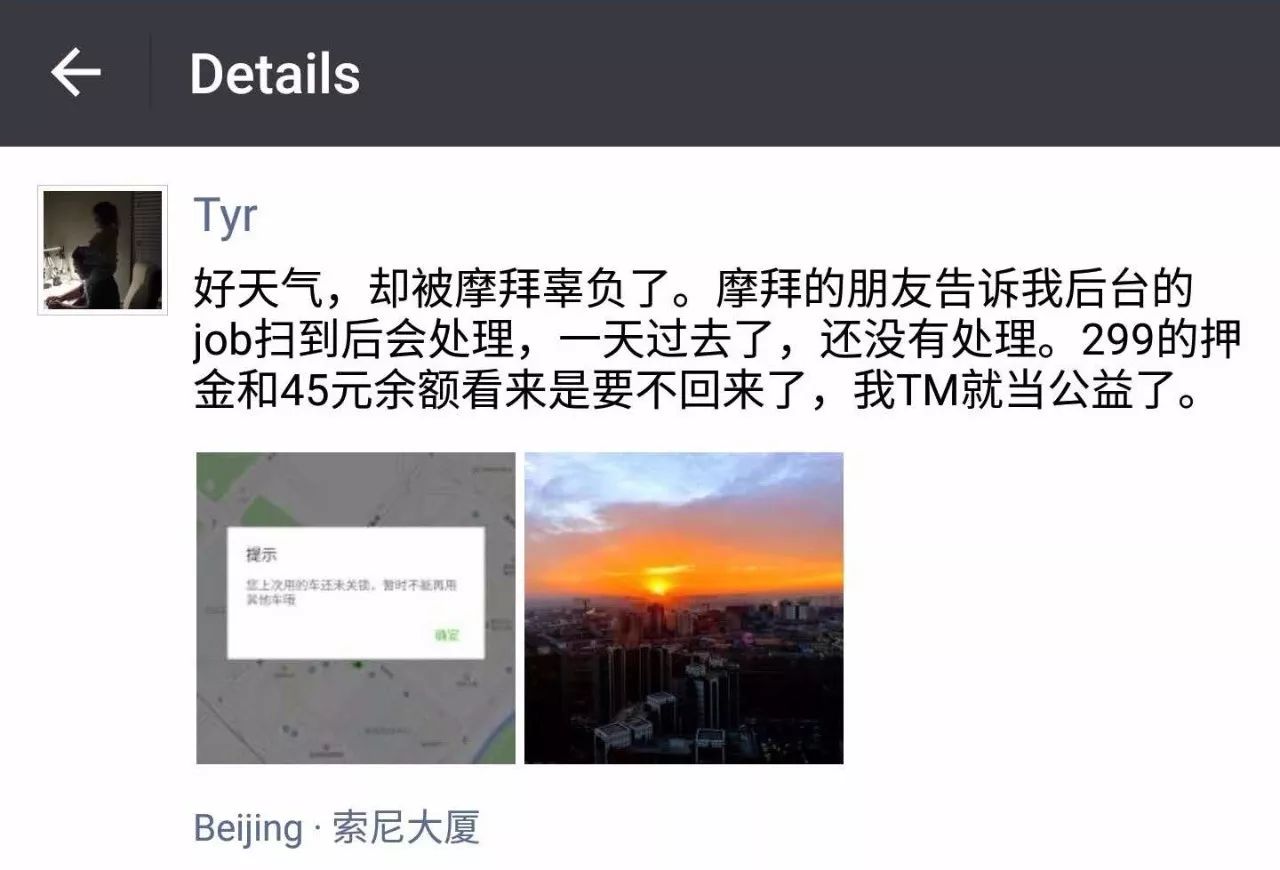 Details
Tyr
好天气，却被摩拜辜负了。摩拜的朋友告诉我后台的
job扫到后会处理，一天过去了，还没有处理。299的押
金和45元余额看来是要不回来了，我TM就当公益了。
提示
您上次用的车还未关锁，暂时不能再用
其他车哦
确定
Beijing · 索尼大厦